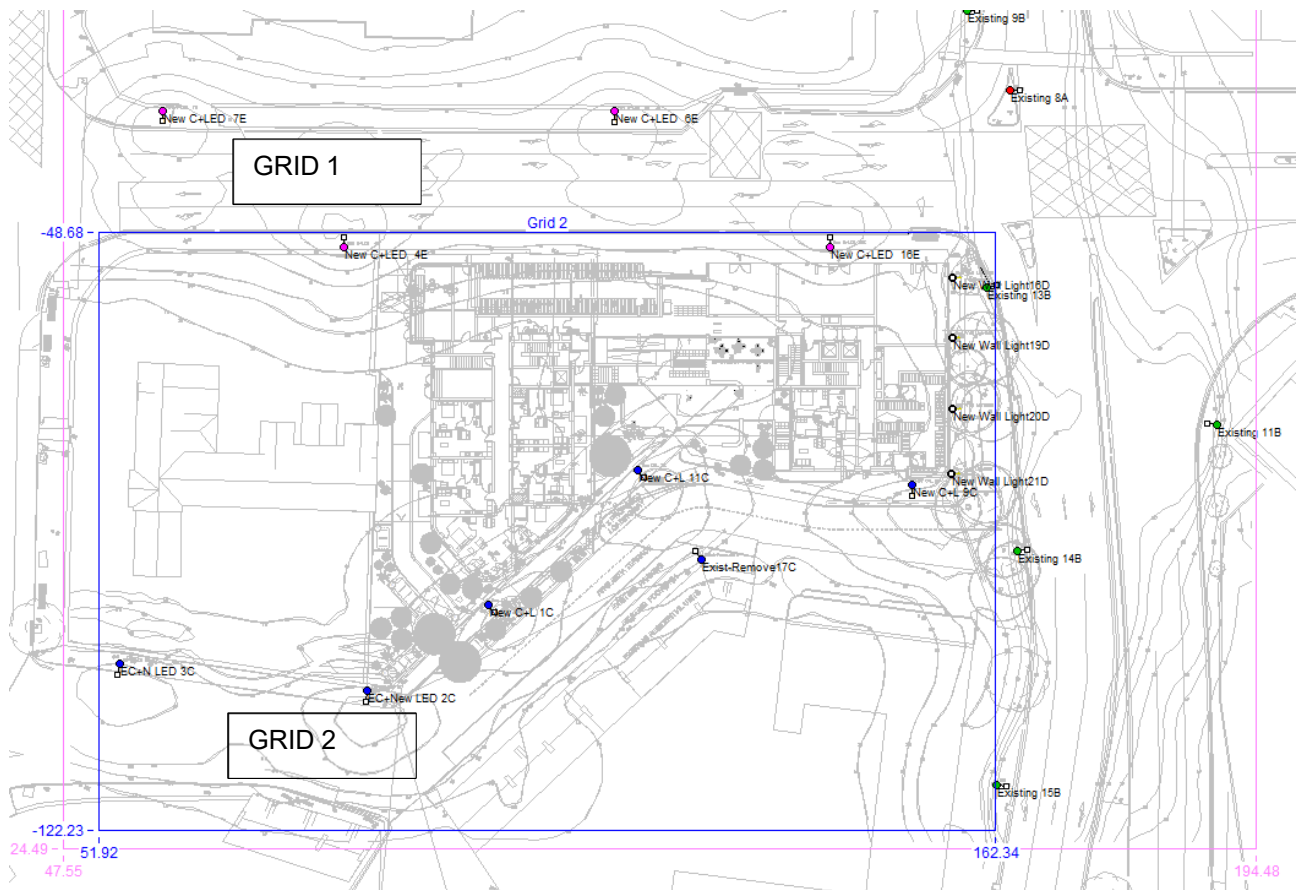 Existing 9B
Existing 8A
New C+LED 7E
New C+LED 6E
GRID 1
-48.68
Grid 2
New C+LED 4E
New C+LED 16E
New Wall Light16D
Existing 13B
New Wall Light19D
New Wall Light20D
Existing 11B
New C+L 11C
New Wall Light21D
New C+L 9C
Existing 14B
Exist-Remove17C
New C+L 1C
EC+N LED 3C
EC+New LED 2C
GRID 2
Existing 15B
-122.23
24.49
51.92
162.34
47.55
194.48